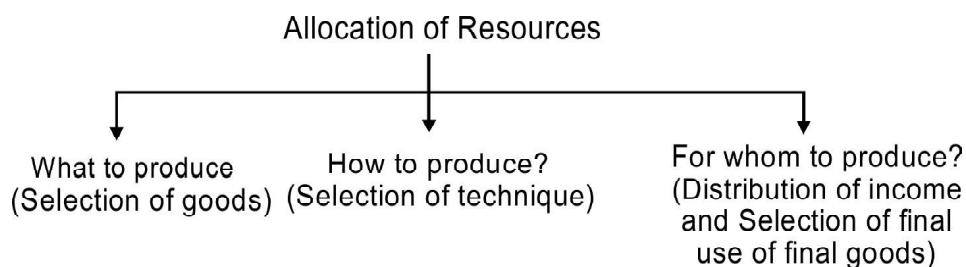 Allocation of Resources
What to produce
(Selection of goods)
How to produce?
(Selection of technique)
For whom to produce?
(Distribution of income
and Selection of final
use of final goods)